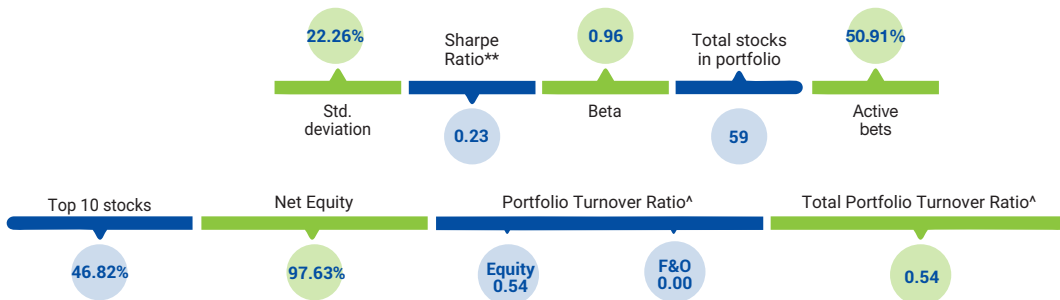 22.26%
Std.
deviation
Sharpe
Ratio**
0.23
0.96
Beta
Total stocks
in portfolio
59
50.91%
Active
bets
Top 10 stocks
46.82%
Net Equity
97.63%
Portfolio Turnover Ratio^
Equity
0.54
F&O
0.00
Total Portfolio Turnover Ratio^
0.54